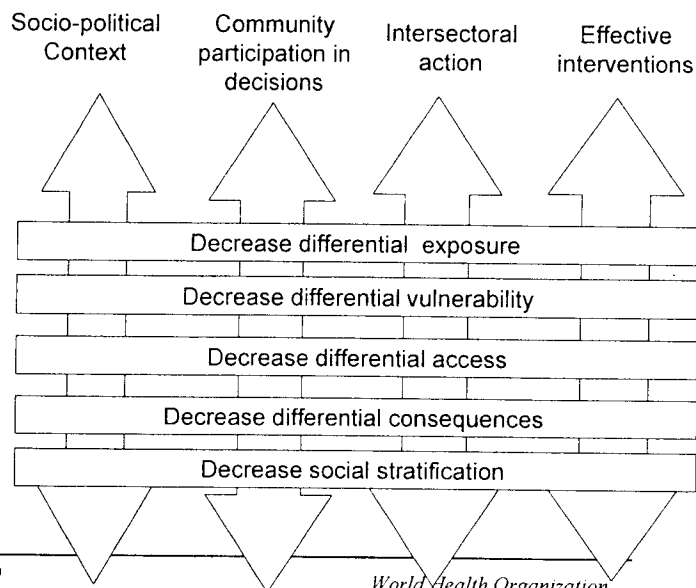 Socio-political
Context
Community
participation in
decisions
Intersectoral
action
Effective
interventions
Decrease differential exposure
Decrease differential vulnerability
Decrease differential access
Decrease differential consequences
Decrease social stratification
World Health Organization